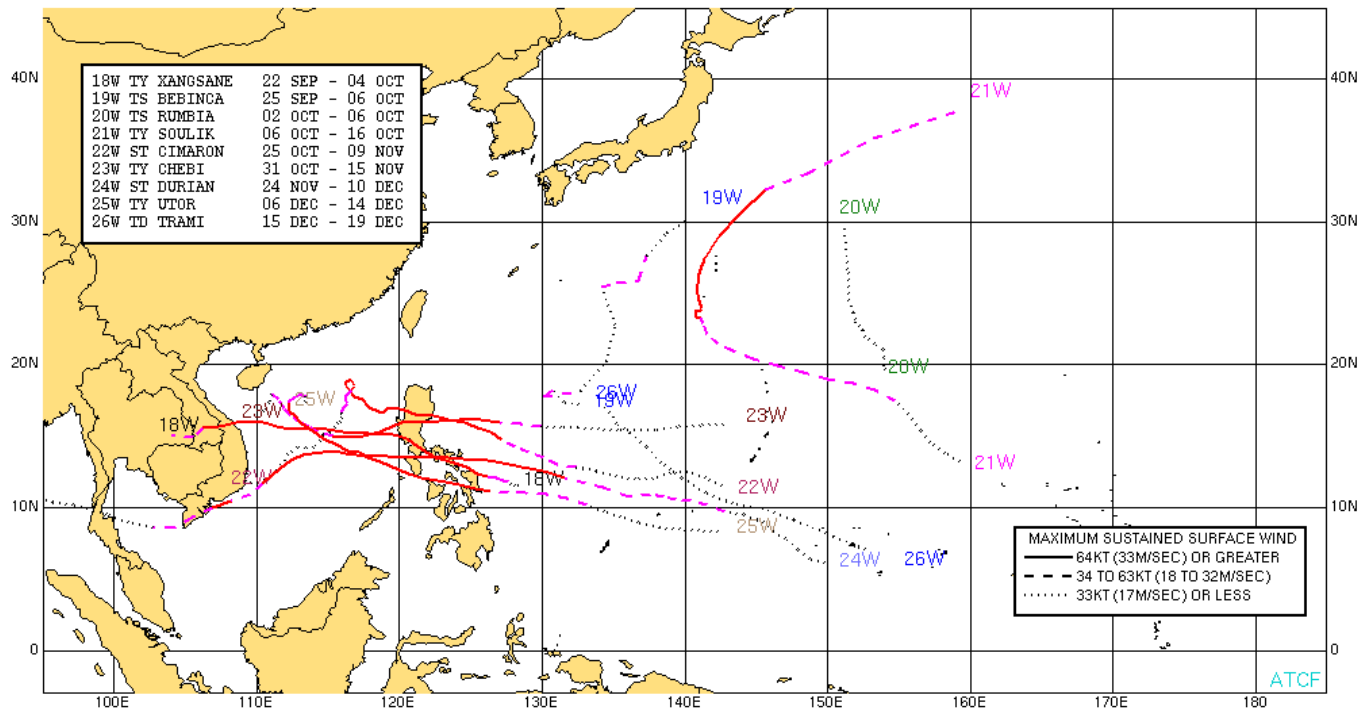 18W TY XANGSANE 22 SEP - 04 OCT
19W TS BEBINCA 25 SEP - 06 OCT
20W TS RUMBIA 02 OCT - 06 OCT
21W TY SOULIK 06 OCT - 16 OCT
22W ST CIMARON 25 OCT - 09 NOV
23W TY CHEBI 31 OCT - 15 NOV
24W ST DURIAN 24 NOV - 10 DEC
25W TY UTOR 06 DEC - 14 DEC
26W TD TRAMI 15 DEC - 19 DEC
40N
40N
21W
19W
20W
30N
30N
20N
20W
20N
26W
19W
25W
23W
23W
18W
21W
22W
18W
22W
10N
10N
25W
24W
26W
MAXIMUM SUSTAINED SURFACE WIND
64KT (33M/SEC) OR GREATER
34 TO 63KT (18 TO 32M/SEC)
33KT (17M/SEC) OR LESS
0
0
ATCF
100E
110E
120E
130E
140E
150E
160E
170E
180